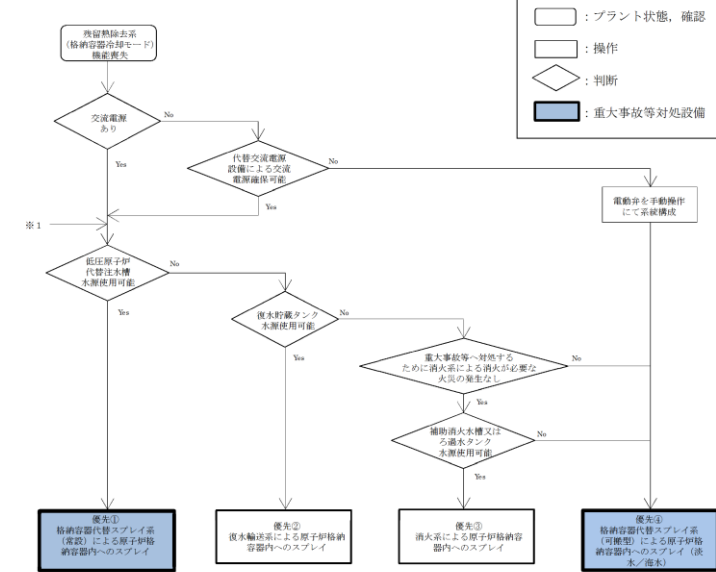 ：プラント状態，確認
：操作
：判断
：重大事故等対処設備
残留熱除去系
（格納容器冷却モード）
機能喪失
交流電源
あり
No
Yes
代替交流電源
設備による交流
電源確保可能
No
Yes
電動弁を手動操作
にて系統構成
※１
低圧原子炉
代替注水槽
水源使用可能
No
Yes
復水貯蔵タンク
水源使用可能
No
Yes
重大事故等へ対処する
ために消火系による消火が必要な
火災の発生なし
No
Yes
補助消火水槽又は
ろ過水タンク
水源使用可能
No
Yes
優先①
格納容器代替スプレイ系
（常設）による原子炉格
納容器内へのスプレイ
優先②
復水輸送系による原子炉格納
容器内へのスプレイ
優先③
消火系による原子炉格納容
器内へのスプレイ
優先④
格納容器代替スプレイ系
（可搬型）による原子炉格
納容器内へのスプレイ（淡
水／海水）